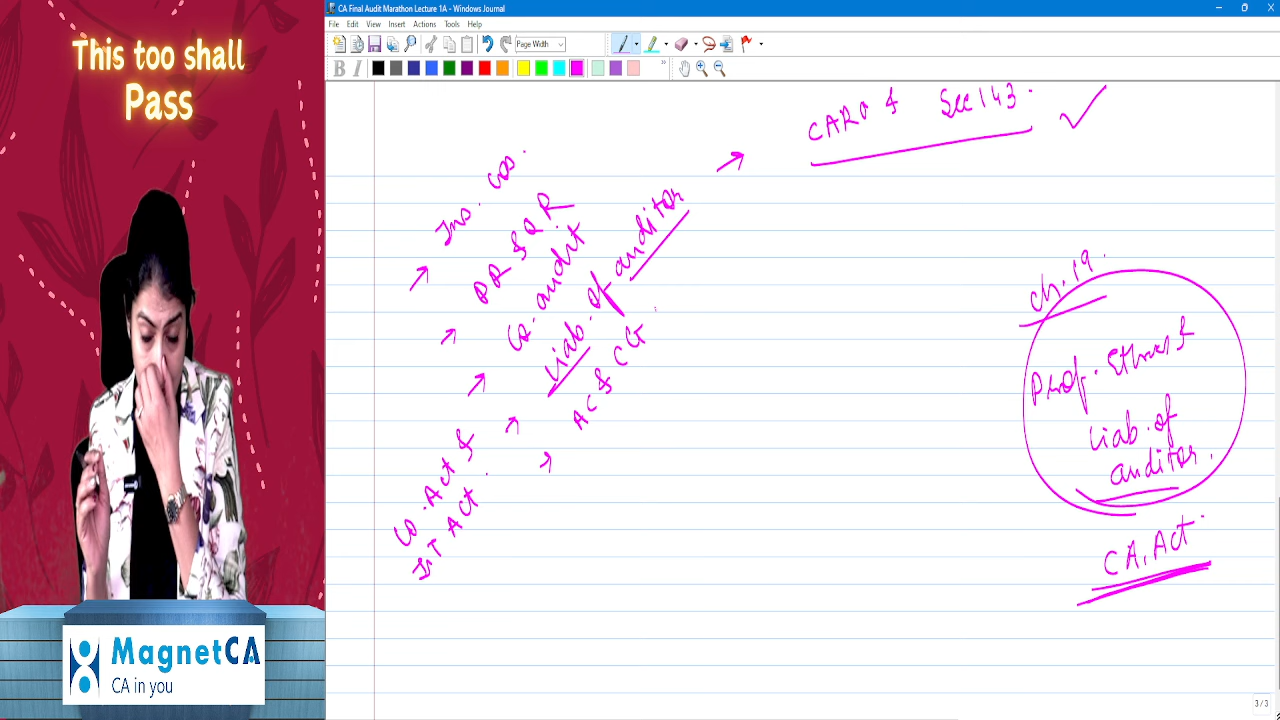 This too shall
Pass
MagnetCA
CA in you
CA Final Audit Marathon Lecture 1A - Windows Journal
File Edit View Insert Actions Tools Help
Page Width
B I
CARO & Sec 143.
Ins. Cos.
PR & QR
Co. audit
Liab. of auditor
AC & CG
Co. Act &
IT Act.
Ch. 19.
Prof. Ethics &
Liab. of
auditor.
CA. Act.
3/3